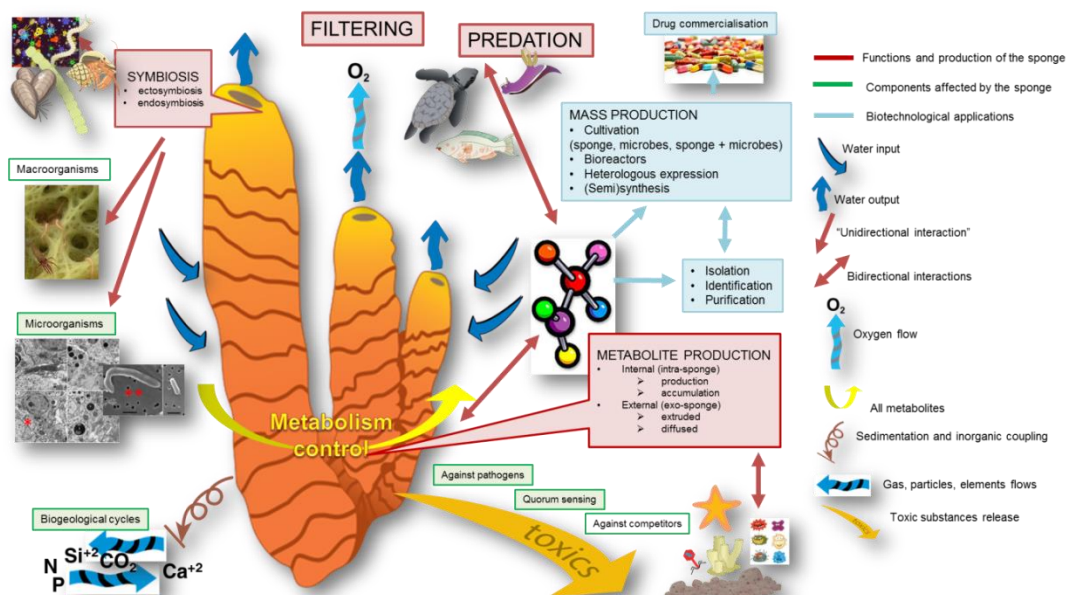 FILTERING
PREDATION
Drug commercialisation
SYMBIOSIS
• ectosymbiosis
• endosymbiosis
O2
MASS PRODUCTION
• Cultivation
(sponge, microbes, sponge + microbes)
• Bioreactors
• Heterologous expression
• (Semi)synthesis
Macroorganisms
• Isolation
• Identification
• Purification
Microorganisms
METABOLITE PRODUCTION
• Internal (intra-sponge)
➢ production
➢ accumulation
• External (exo-sponge)
➢ extruded
➢ diffused
Metabolism
control
Against pathogens
Quorum sensing
Against competitors
toxics
Biogeological cycles
Si+2
CO2
N
P
Ca+2
Functions and production of the sponge
Components affected by the sponge
Biotechnological applications
Water input
Water output
“Unidirectional interaction”
Bidirectional interactions
O2
Oxygen flow
All metabolites
Sedimentation and inorganic coupling
Gas, particles, elements flows
Toxic substances release